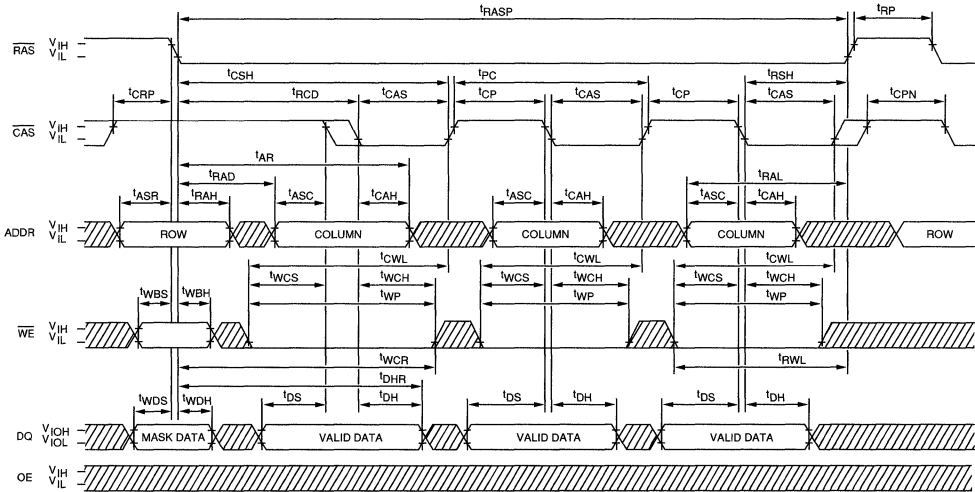 tRASP tRP
RAS VIH VIL
tCSH tPC tRSH
tCRP tRCD tCAS tCP tCAS tCP tCAS tCPN
CAS VIH VIL
tAR
tRAD tRAL
tASR tRAH tASC tCAH tASC tCAH tASC tCAH
ADDR VIH VIL ROW COLUMN COLUMN COLUMN ROW
tCWL tCWL tCWL
tWCS tWCH tWCS tWCH tWCS tWCH
tWBS tWBH tWP tWP tWP
WE VIH VIL
tWCR tRWL
tDHR
tWDS tWDH tDS tDH tDS tDH tDS tDH
DQ VIOH VIOL MASK DATA VALID DATA VALID DATA VALID DATA
OE VIH VIL